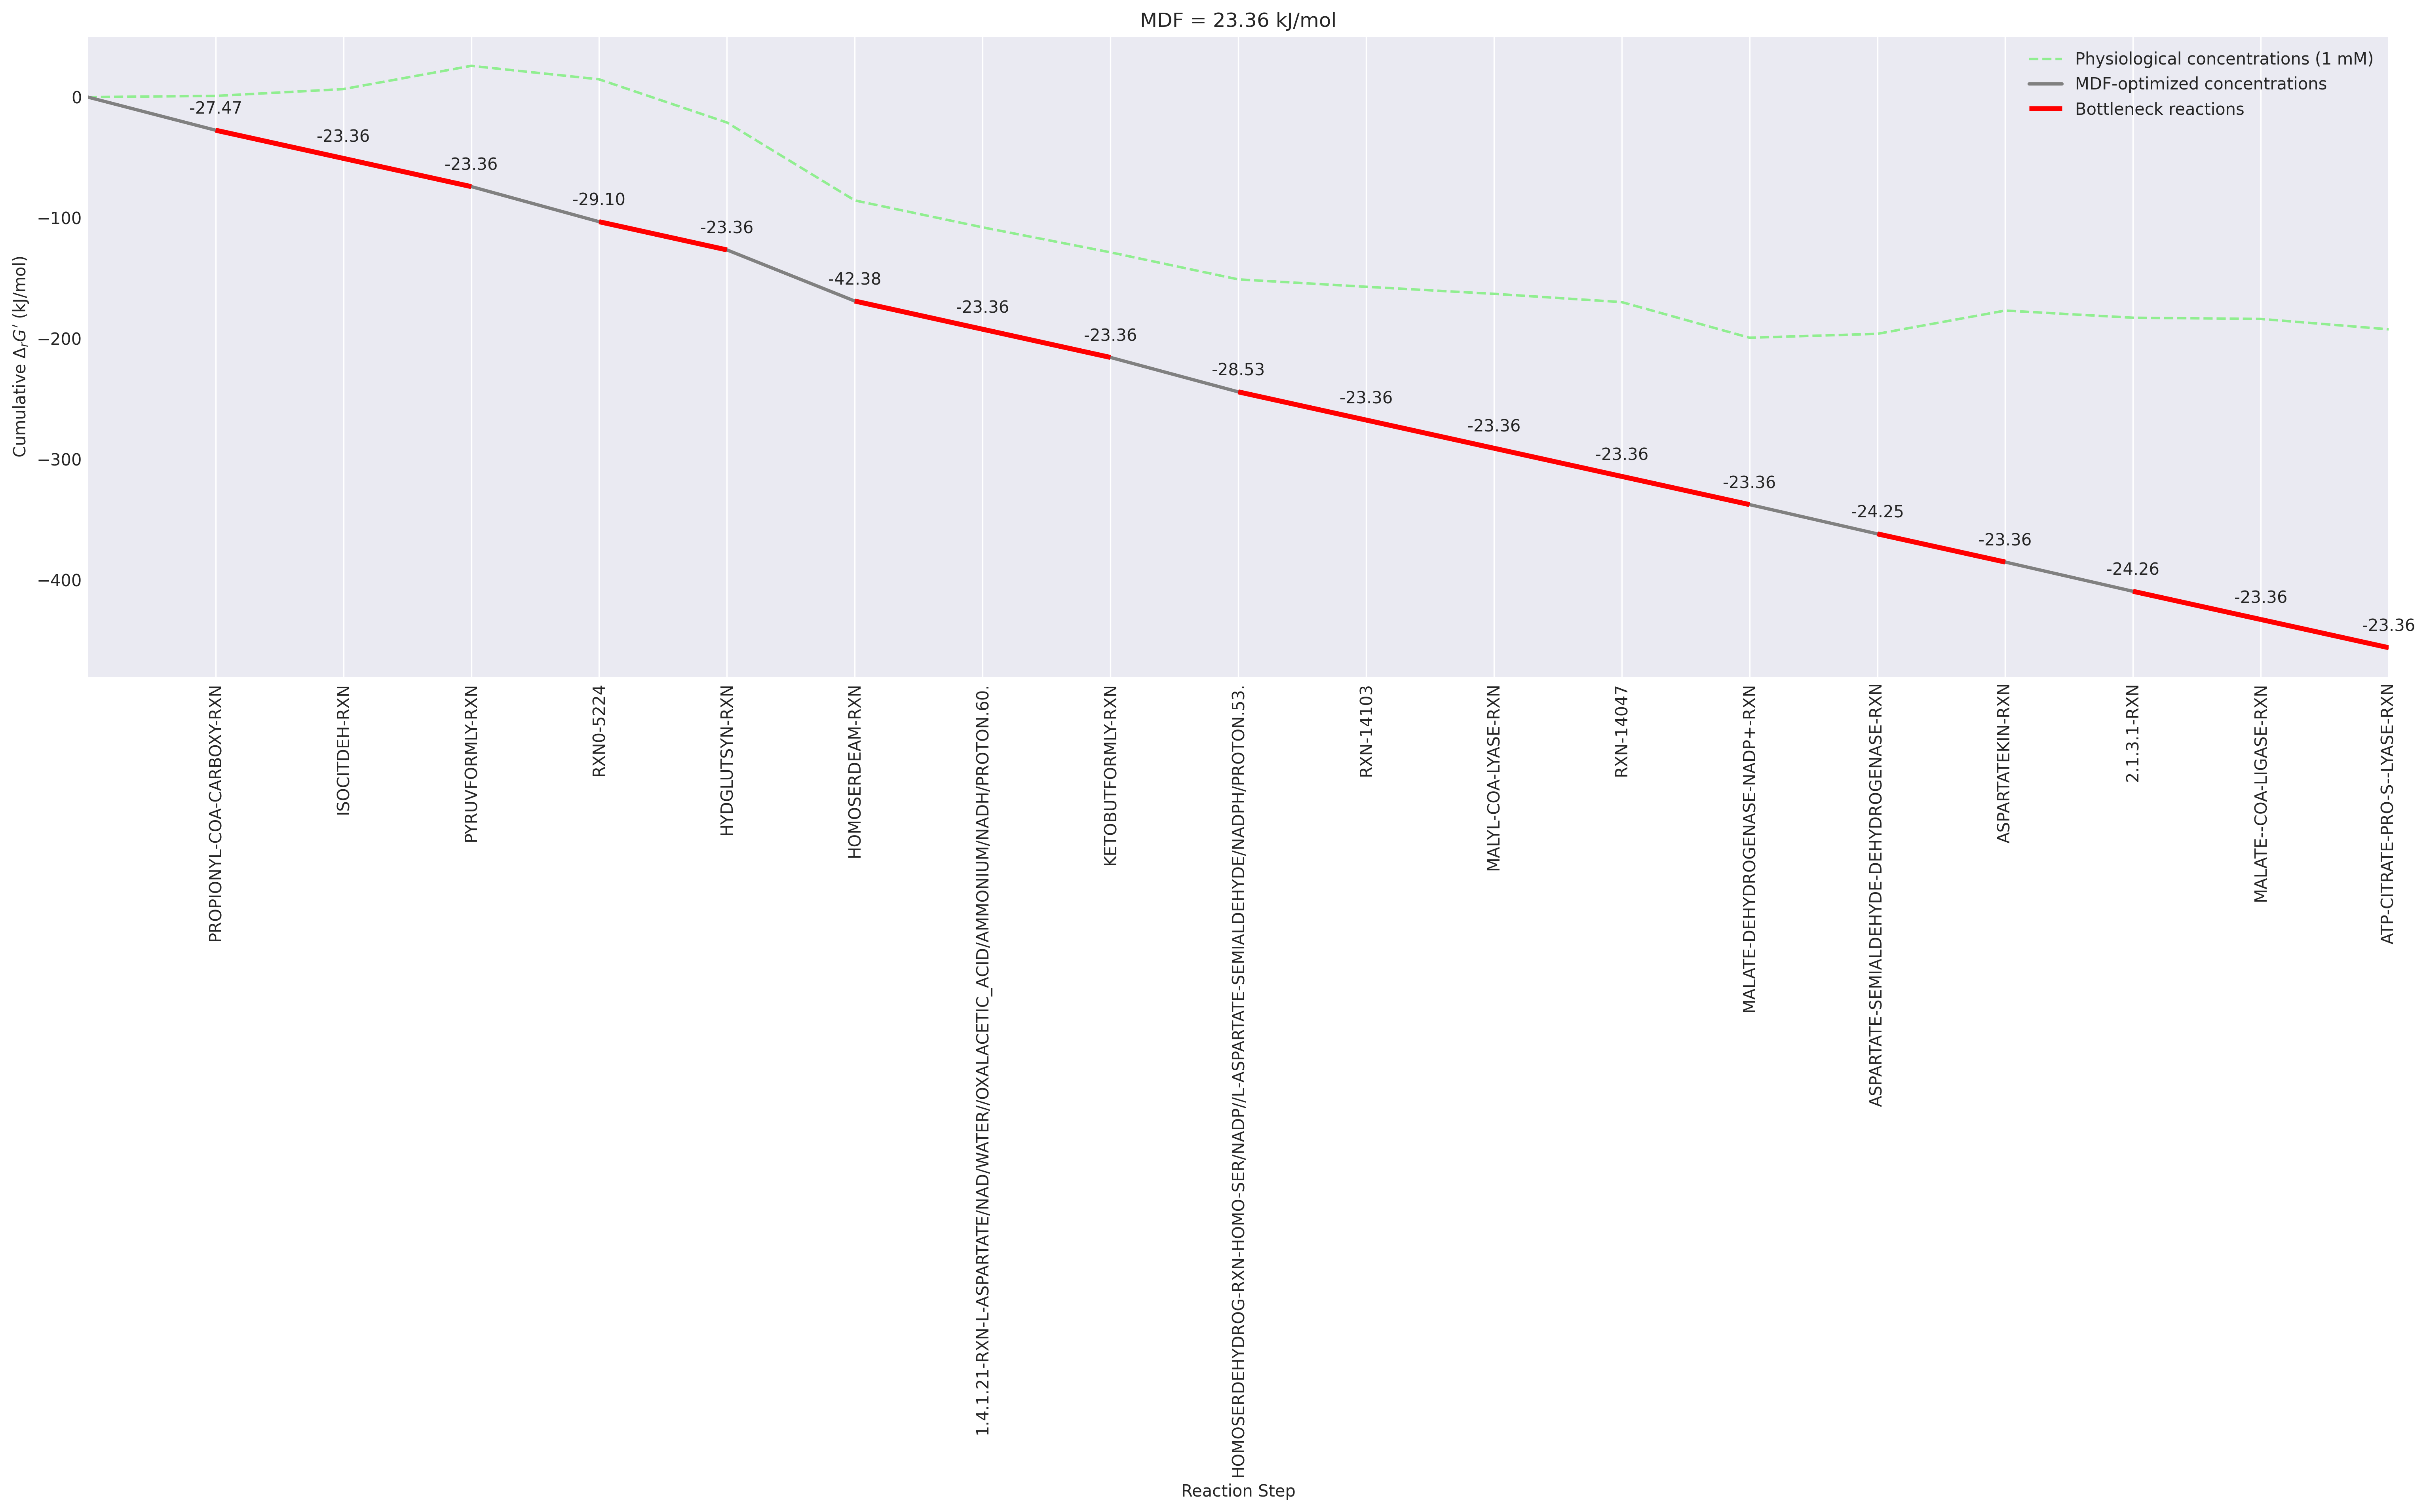 MDF = 23.36 kJ/mol
Physiological concentrations (1 mM)
MDF-optimized concentrations
Bottleneck reactions
Cumulative ΔrG′ (kJ/mol)
0
−100
−200
−300
−400
-27.47
-23.36
-23.36
-29.10
-23.36
-42.38
-23.36
-23.36
-28.53
-23.36
-23.36
-23.36
-23.36
-24.25
-23.36
-24.26
-23.36
-23.36
PROPIONYL-COA-CARBOXY-RXN
ISOCITDEH-RXN
PYRUVFORMLY-RXN
RXN0-5224
HYDGLUTSYN-RXN
HOMOSERDEAM-RXN
1.4.1.21-RXN-L-ASPARTATE/NAD/WATER//OXALACETIC_ACID/AMMONIUM/NADH/PROTON.60.
KETOBUTFORMLY-RXN
HOMOSERDEHYDROG-RXN-HOMO-SER/NADP//L-ASPARTATE-SEMIALDEHYDE/NADPH/PROTON.53.
RXN-14103
MALYL-COA-LYASE-RXN
RXN-14047
MALATE-DEHYDROGENASE-NADP+-RXN
ASPARTATE-SEMIALDEHYDE-DEHYDROGENASE-RXN
ASPARTATEKIN-RXN
2.1.3.1-RXN
MALATE--COA-LIGASE-RXN
ATP-CITRATE-PRO-S--LYASE-RXN
Reaction Step